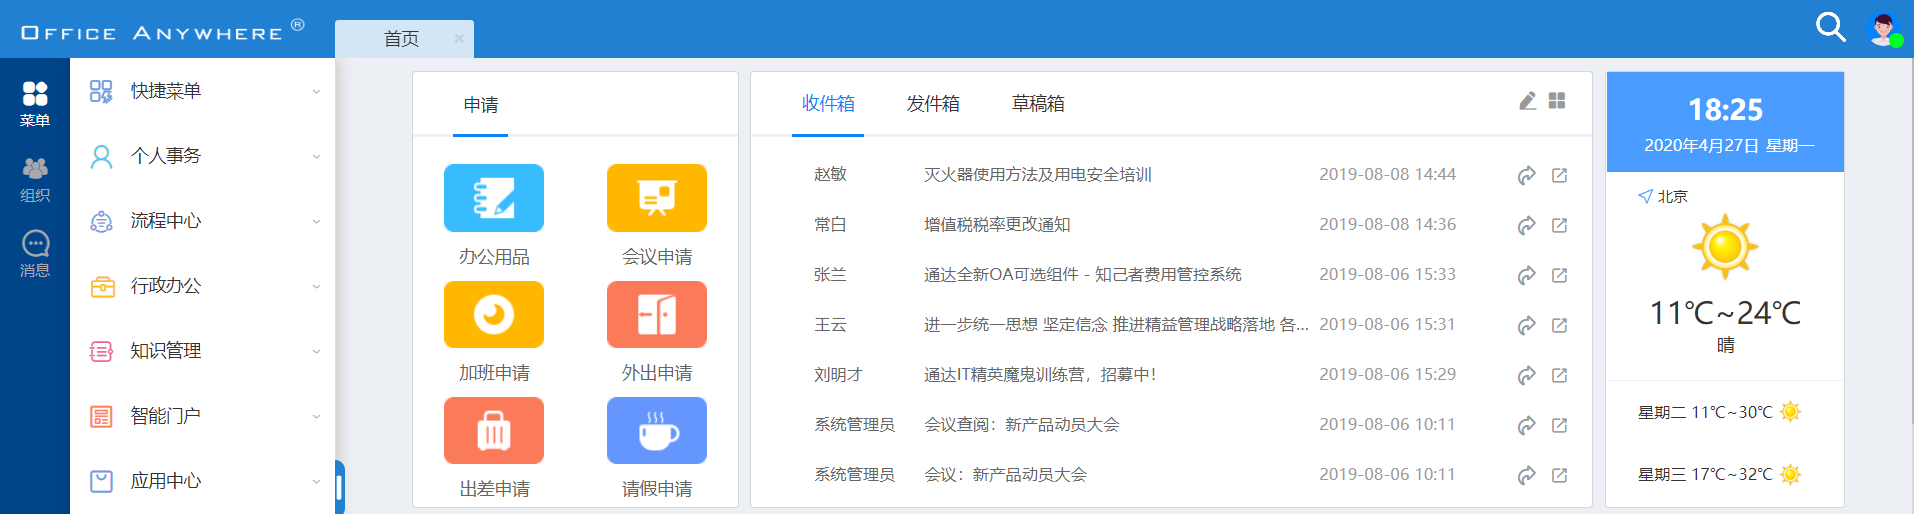 OFFICE ANYWHERE ®
首页 ×
菜单
组织
消息
快捷菜单
个人事务
流程中心
行政办公
知识管理
智能门户
应用中心
申请
办公用品
会议申请
加班申请
外出申请
出差申请
请假申请
收件箱 发件箱 草稿箱
赵敏 灭火器使用方法及用电安全培训 2019-08-08 14:44
常白 增值税税率更改通知 2019-08-08 14:36
张兰 通达全新OA可选组件 - 知己者费用管控系统 2019-08-06 15:33
王云 进一步统一思想 坚定信念 推进精益管理战略落地 各... 2019-08-06 15:31
刘明才 通达IT精英魔鬼训练营，招募中！ 2019-08-06 15:29
系统管理员 会议查阅：新产品动员大会 2019-08-06 10:11
系统管理员 会议：新产品动员大会 2019-08-06 10:11
18:25
2020年4月27日 星期一
北京
11℃~24℃
晴
星期二 11℃~30℃
星期三 17℃~32℃